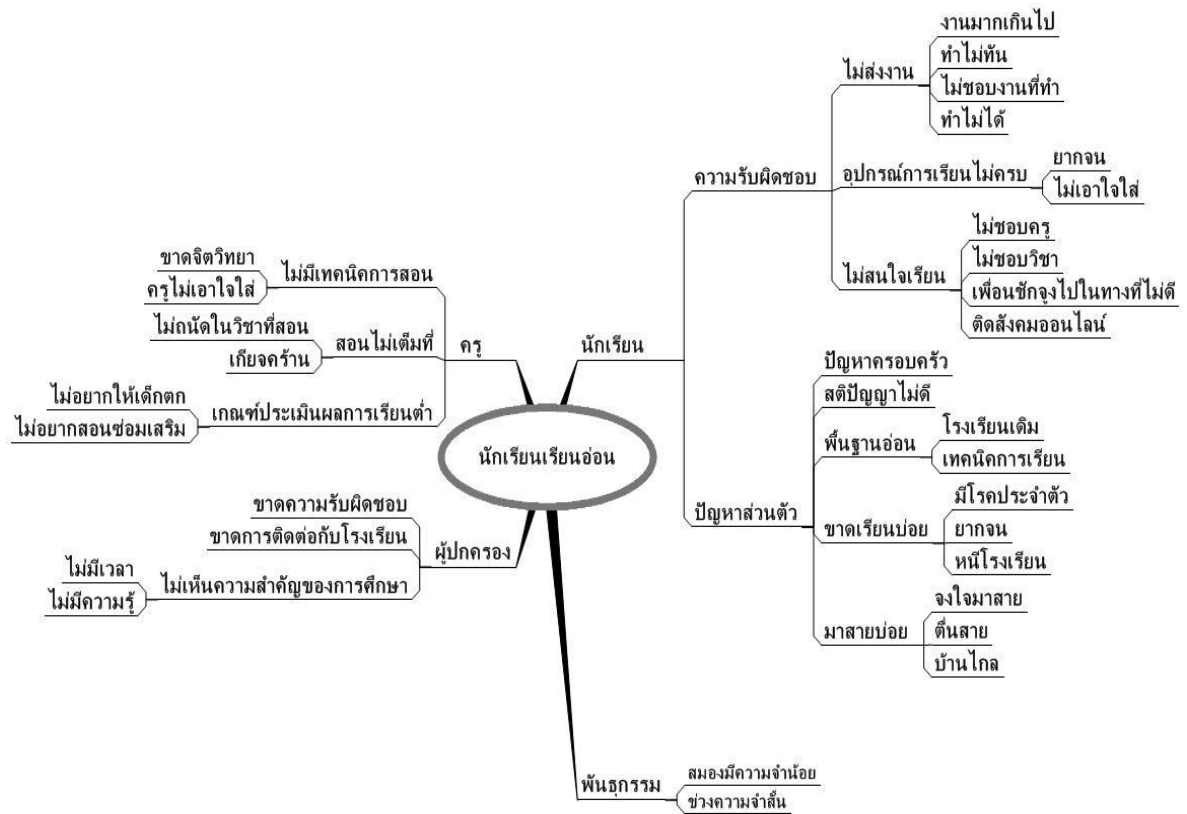 นักเรียนเรียนอ่อน
นักเรียน
ความรับผิดชอบ
ไม่ส่งงาน
งานมากเกินไป
ทำไม่ทัน
ไม่ชอบงานที่ทำ
ทำไม่ได้
อุปกรณ์การเรียนไม่ครบ
ยากจน
ไม่เอาใจใส่
ไม่สนใจเรียน
ไม่ชอบครู
ไม่ชอบวิชา
เพื่อนชักจูงไปในทางที่ไม่ดี
ติดสังคมออนไลน์
ปัญหาส่วนตัว
ปัญหาครอบครัว
สติปัญญาไม่ดี
พื้นฐานอ่อน
โรงเรียนเดิม
เทคนิคการเรียน
ขาดเรียนบ่อย
มีโรคประจำตัว
ยากจน
หนีโรงเรียน
มาสายบ่อย
จงใจมาสาย
ตื่นสาย
บ้านไกล
ครู
ไม่มีเทคนิคการสอน
ขาดจิตวิทยา
ครูไม่เอาใจใส่
สอนไม่เต็มที่
ไม่ถนัดในวิชาที่สอน
เกียจคร้าน
เกณฑ์ประเมินผลการเรียนต่ำ
ไม่อยากให้เด็กตก
ไม่อยากสอนซ่อมเสริม
ผู้ปกครอง
ขาดความรับผิดชอบ
ขาดการติดต่อกับโรงเรียน
ไม่เห็นความสำคัญของการศึกษา
ไม่มีเวลา
ไม่มีความรู้
พันธุกรรม
สมองมีความจำน้อย
ช่วงความจำสั้น